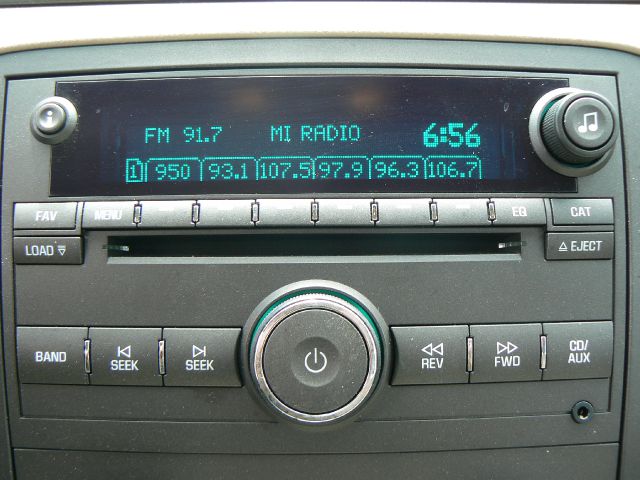 FM 91.7 MI RADIO 6:56
1 950 93.1 107.5 97.9 96.3 106.7
FAV MENU EQ CAT
LOAD EJECT
BAND SEEK SEEK REV FWD CD/AUX